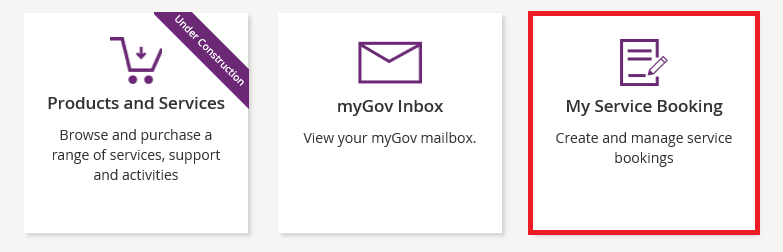 Under Construction
Products and Services
Browse and purchase a
range of services, support
and activities
myGov Inbox
View your myGov mailbox.
My Service Booking
Create and manage service
bookings